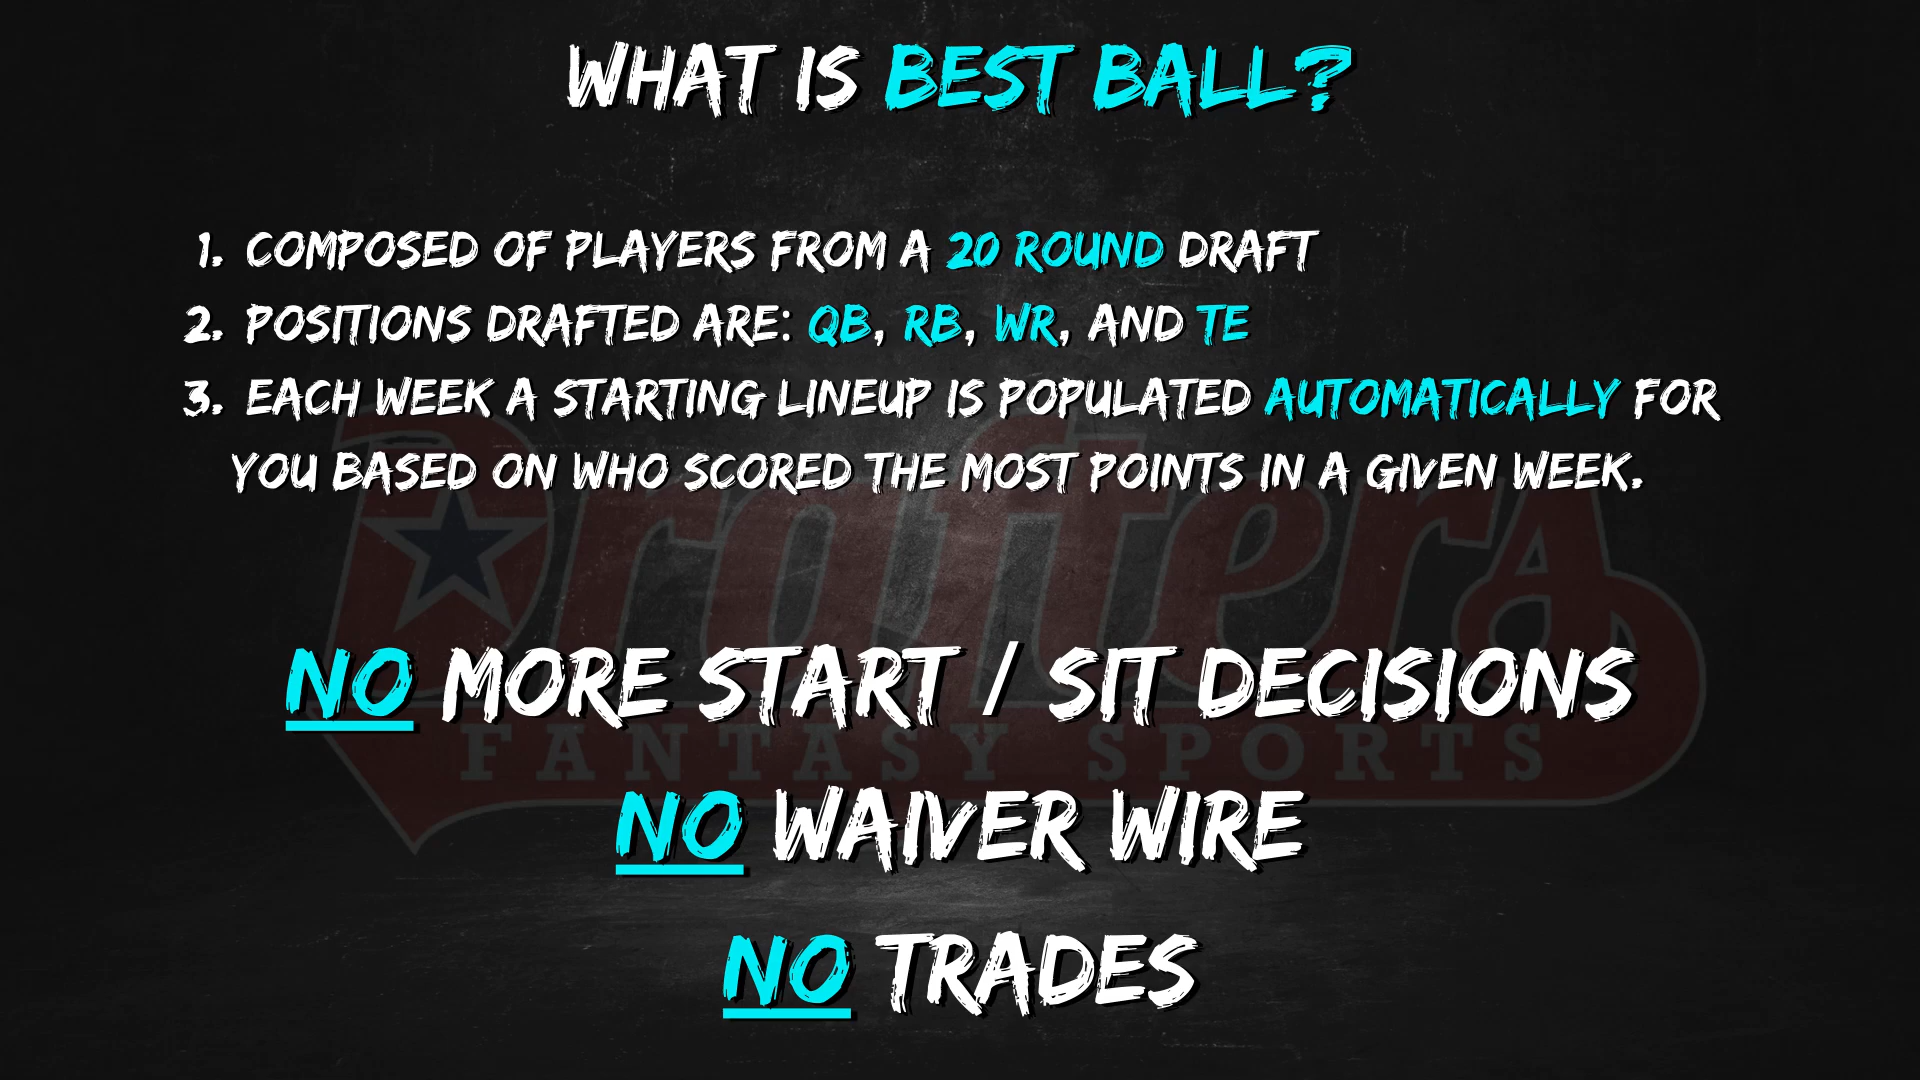 WHAT IS BEST BALL?
1. COMPOSED OF PLAYERS FROM A 20 ROUND DRAFT
2. POSITIONS DRAFTED ARE: QB, RB, WR, AND TE
3. EACH WEEK A STARTING LINEUP IS POPULATED AUTOMATICALLY FOR
YOU BASED ON WHO SCORED THE MOST POINTS IN A GIVEN WEEK.
Drafters
NO MORE START / SIT DECISIONS
FANTASY SPORTS
NO WAIVER WIRE
NO TRADES